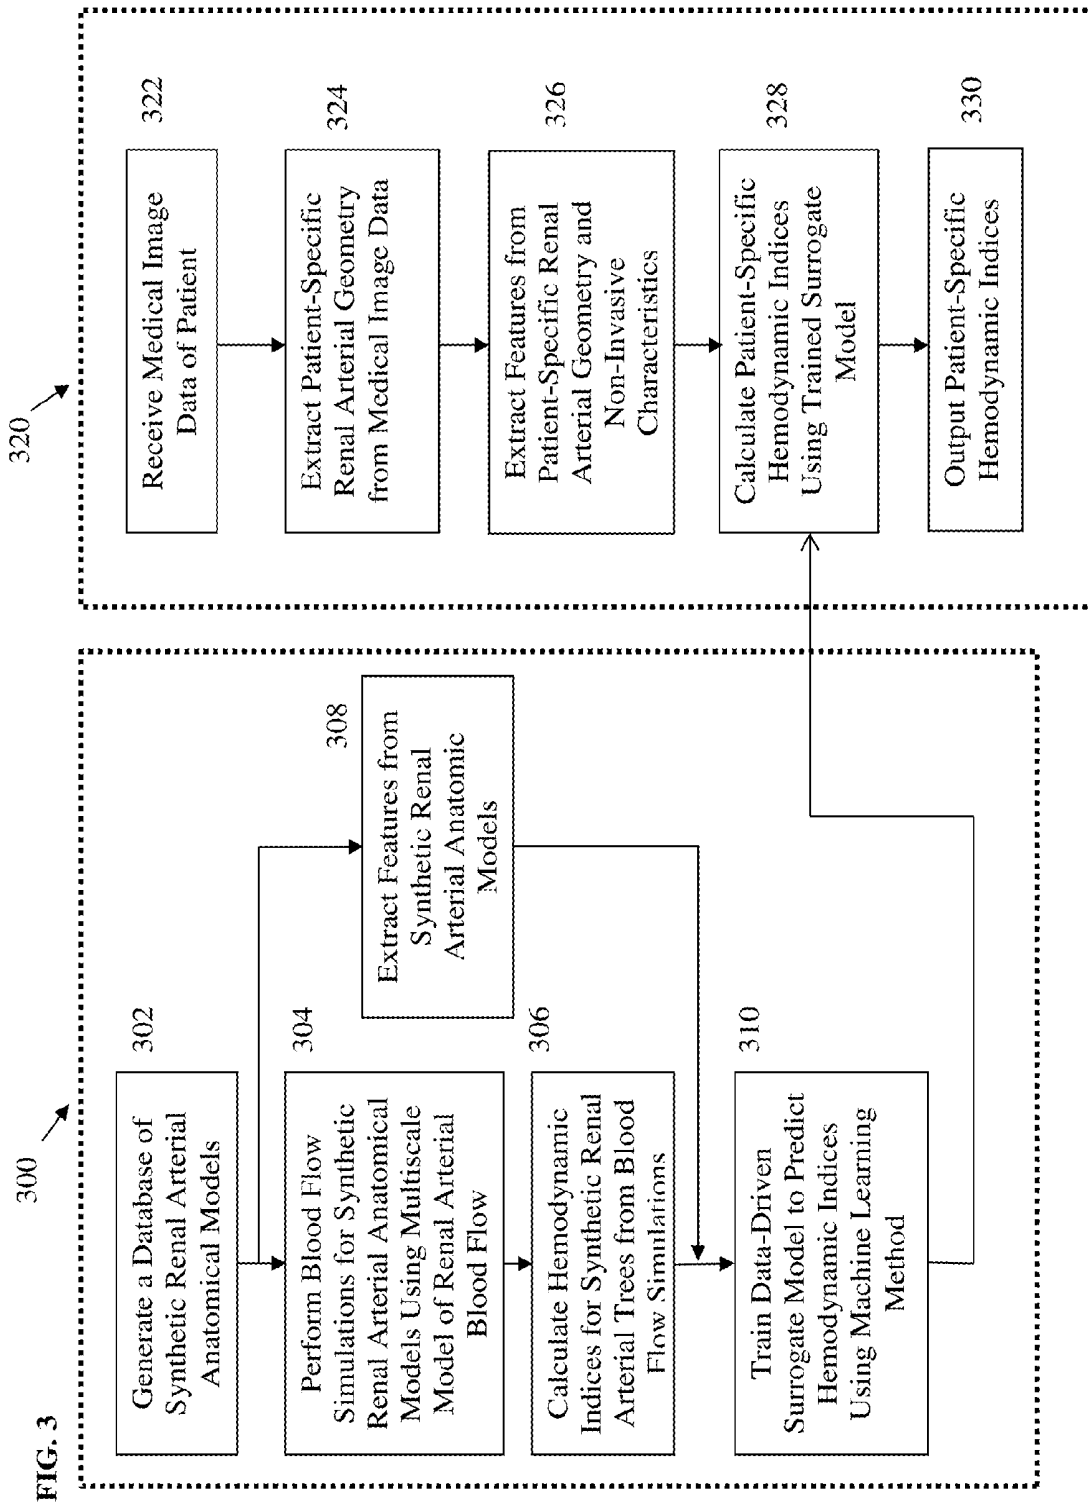 FIG. 3
300
302
Generate a Database of
Synthetic Renal Arterial
Anatomical Models
304
Perform Blood Flow
Simulations for Synthetic
Renal Arterial Anatomical
Models Using Multiscale
Model of Renal Arterial
Blood Flow
308
Extract Features from
Synthetic Renal
Arterial Anatomic
Models
306
Calculate Hemodynamic
Indices for Synthetic Renal
Arterial Trees from Blood
Flow Simulations
310
Train Data-Driven
Surrogate Model to Predict
Hemodynamic Indices
Using Machine Learning
Method
320
322
Receive Medical Image
Data of Patient
324
Extract Patient-Specific
Renal Arterial Geometry
from Medical Image Data
326
Extract Features from
Patient-Specific Renal
Arterial Geometry and
Non-Invasive
Characteristics
328
Calculate Patient-Specific
Hemodynamic Indices
Using Trained Surrogate
Model
330
Output Patient-Specific
Hemodynamic Indices